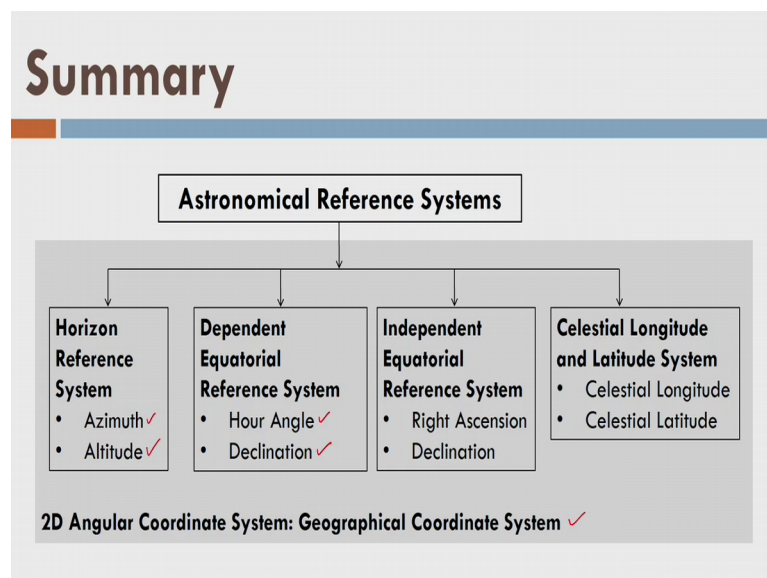 Summary
Astronomical Reference Systems
Horizon
Reference
System
• Azimuth ✓
• Altitude ✓
Dependent
Equatorial
Reference System
• Hour Angle ✓
• Declination ✓
Independent
Equatorial
Reference System
• Right Ascension
• Declination
Celestial Longitude
and Latitude System
• Celestial Longitude
• Celestial Latitude
2D Angular Coordinate System: Geographical Coordinate System ✓